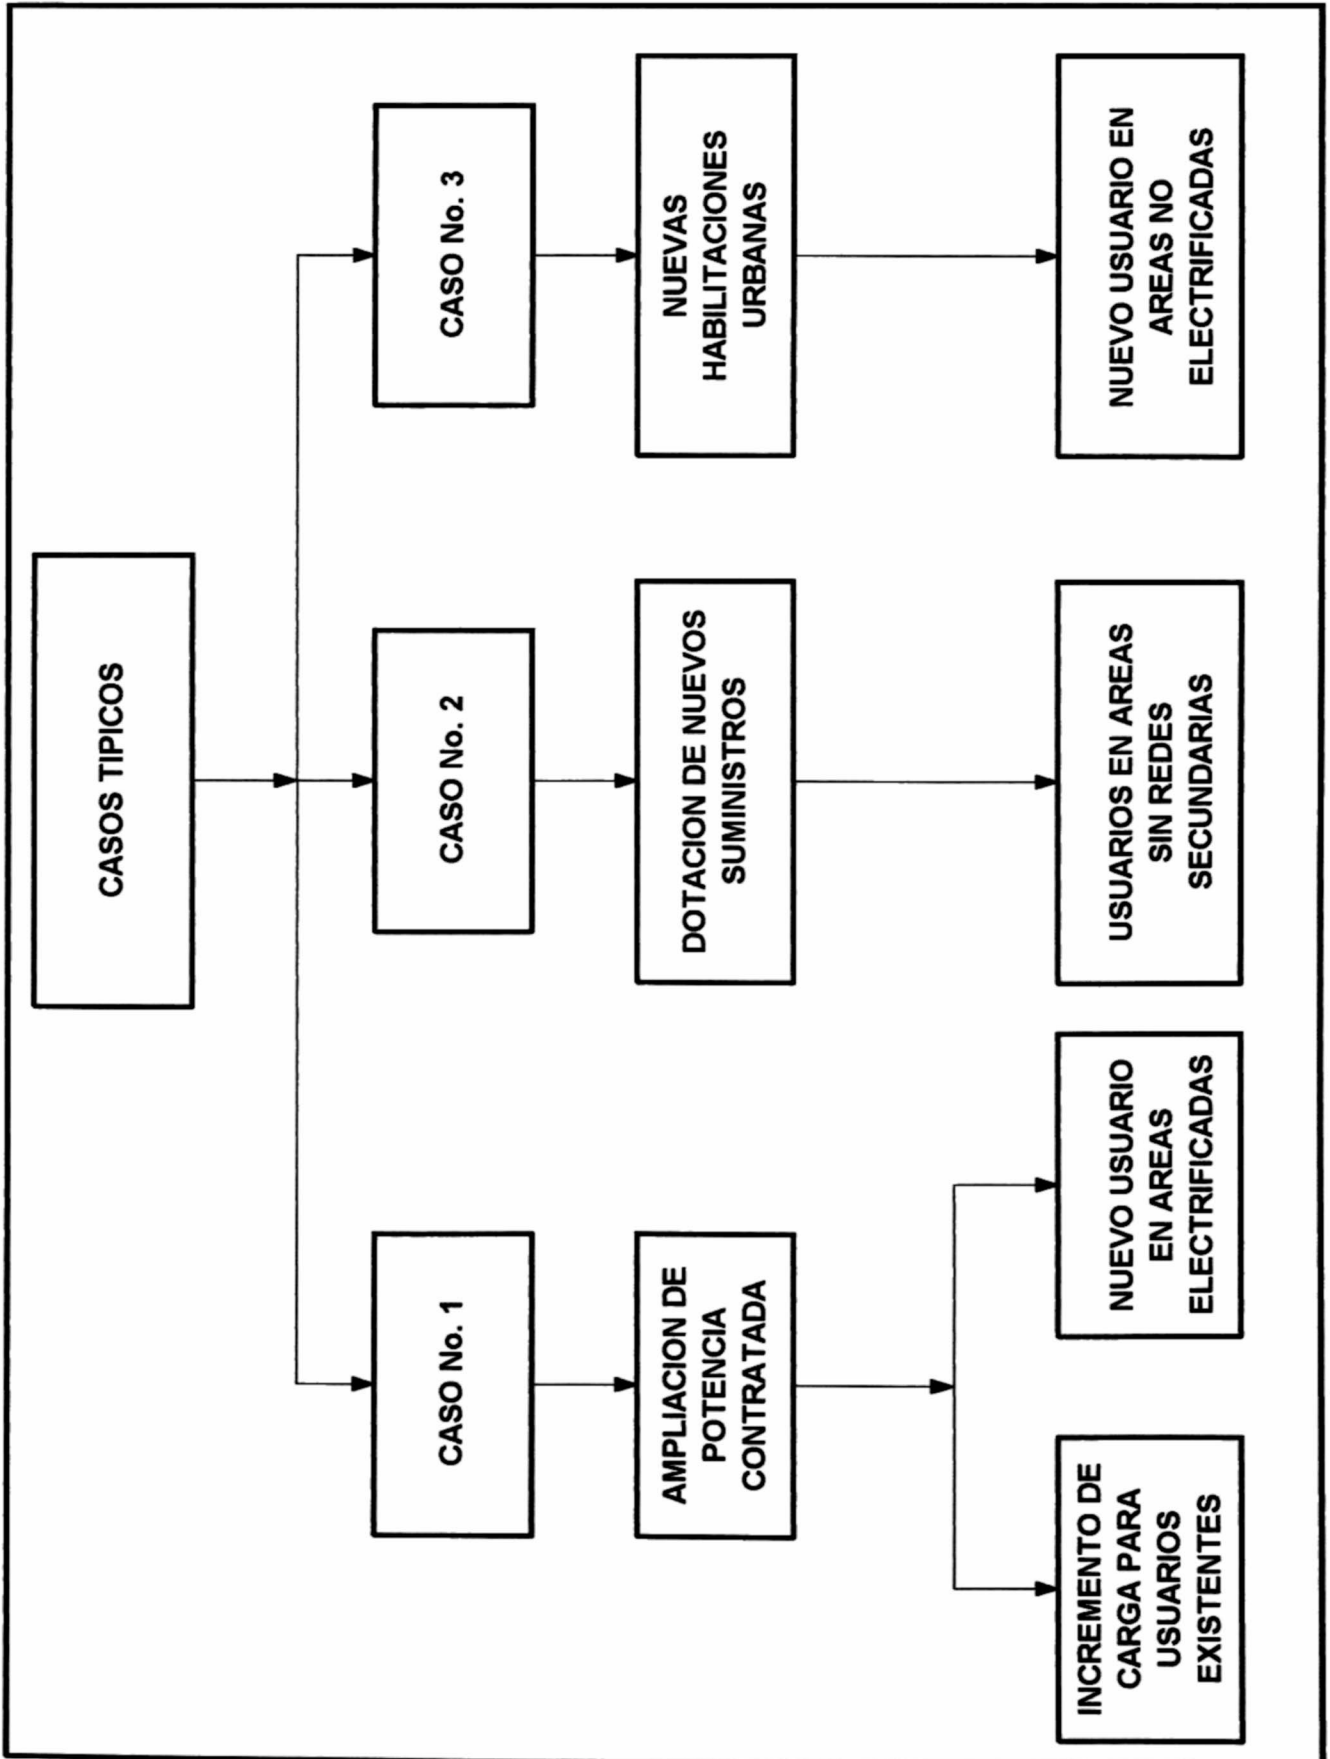 CASOS TIPICOS
CASO No. 1
CASO No. 2
CASO No. 3
AMPLIACION DE
POTENCIA
CONTRATADA
DOTACION DE NUEVOS
SUMINISTROS
NUEVAS
HABILITACIONES
URBANAS
INCREMENTO DE
CARGA PARA
USUARIOS
EXISTENTES
NUEVO USUARIO
EN AREAS
ELECTRIFICADAS
USUARIOS EN AREAS
SIN REDES
SECUNDARIAS
NUEVO USUARIO EN
AREAS NO
ELECTRIFICADAS